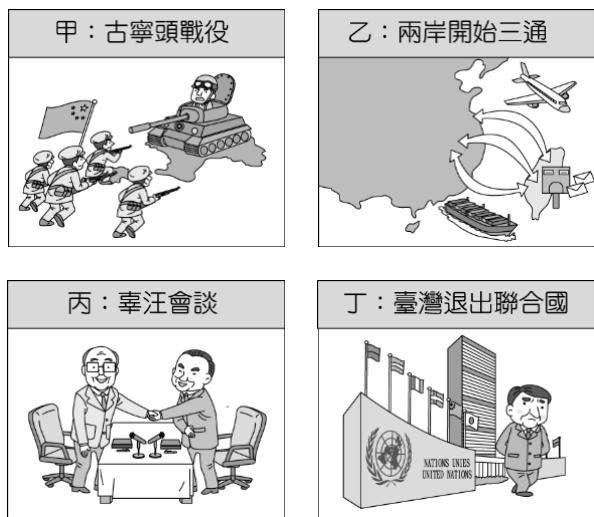 甲：古寧頭戰役
乙：兩岸開始三通
丙：辜汪會談
丁：臺灣退出聯合國
NATIONS UNIES
UNITED NATIONS